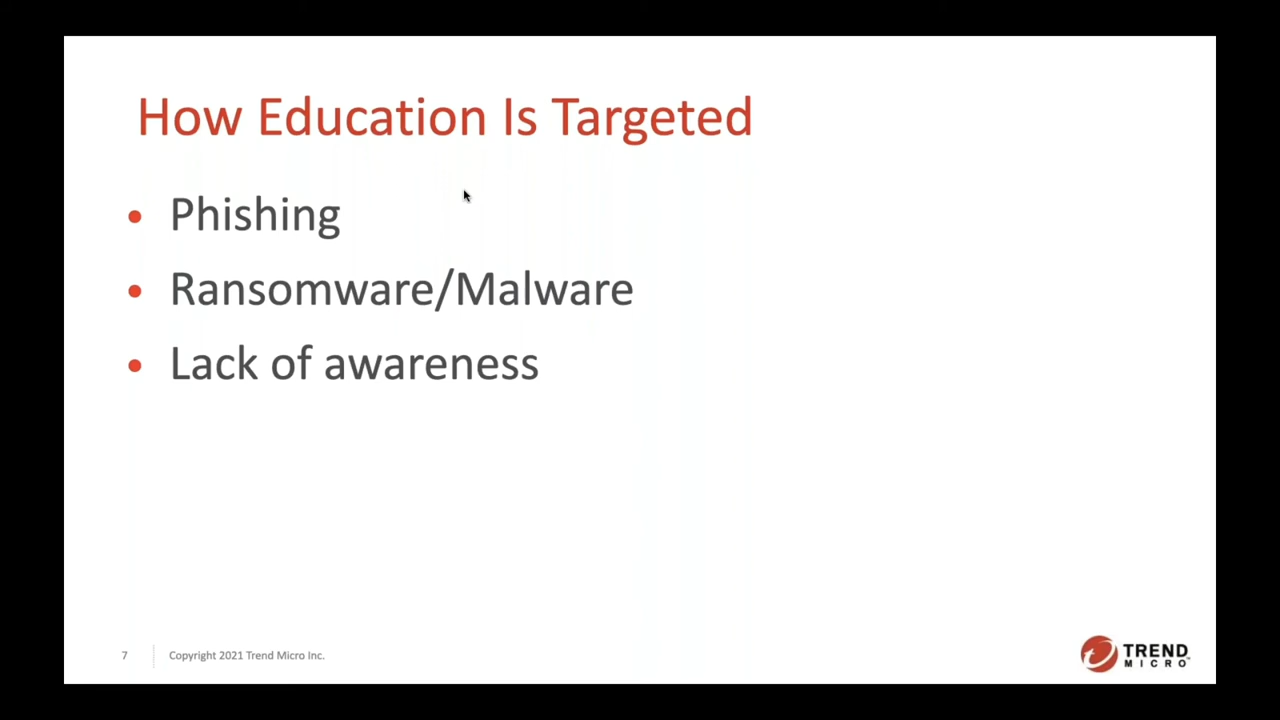 How Education Is Targeted
• Phishing
• Ransomware/Malware
• Lack of awareness
7
Copyright 2021 Trend Micro Inc.
TREND
MICRO